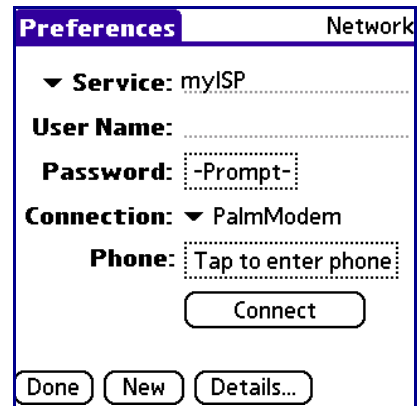 Preferences Network
Service: myISP
User Name:
Password: -Prompt-
Connection: PalmModem
Phone: Tap to enter phone
Connect
Done New Details...